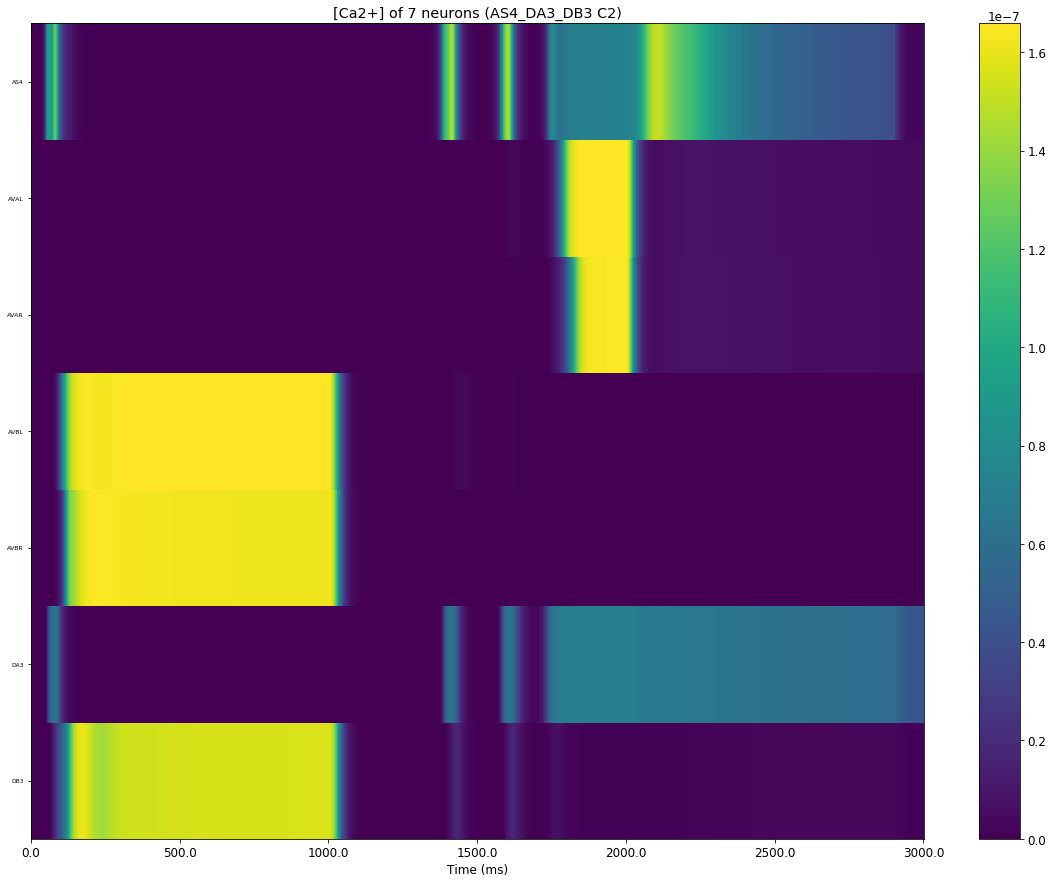 [Ca2+] of 7 neurons (AS4_DA3_DB3 C2)
1e−7
AS4
AVAL
AVAR
AVBL
AVBR
DA3
DB3
0.0 500.0 1000.0 1500.0 2000.0 2500.0 3000.0
Time (ms)
1.6
1.4
1.2
1.0
0.8
0.6
0.4
0.2
0.0